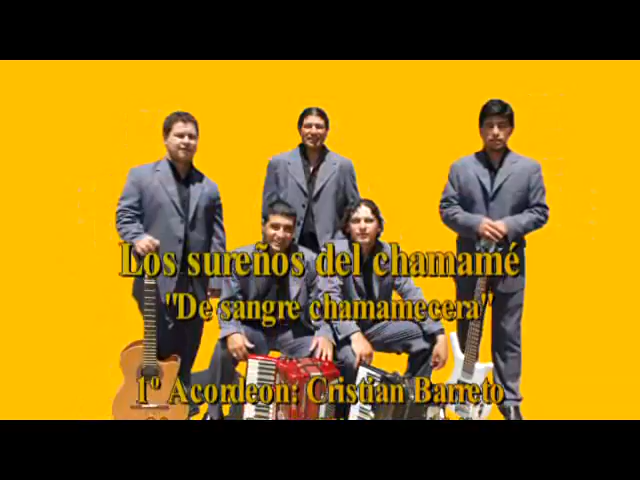 Los sureños del chamamé
"De sangre chamamecera"
1º Acordeon: Cristian Barreto